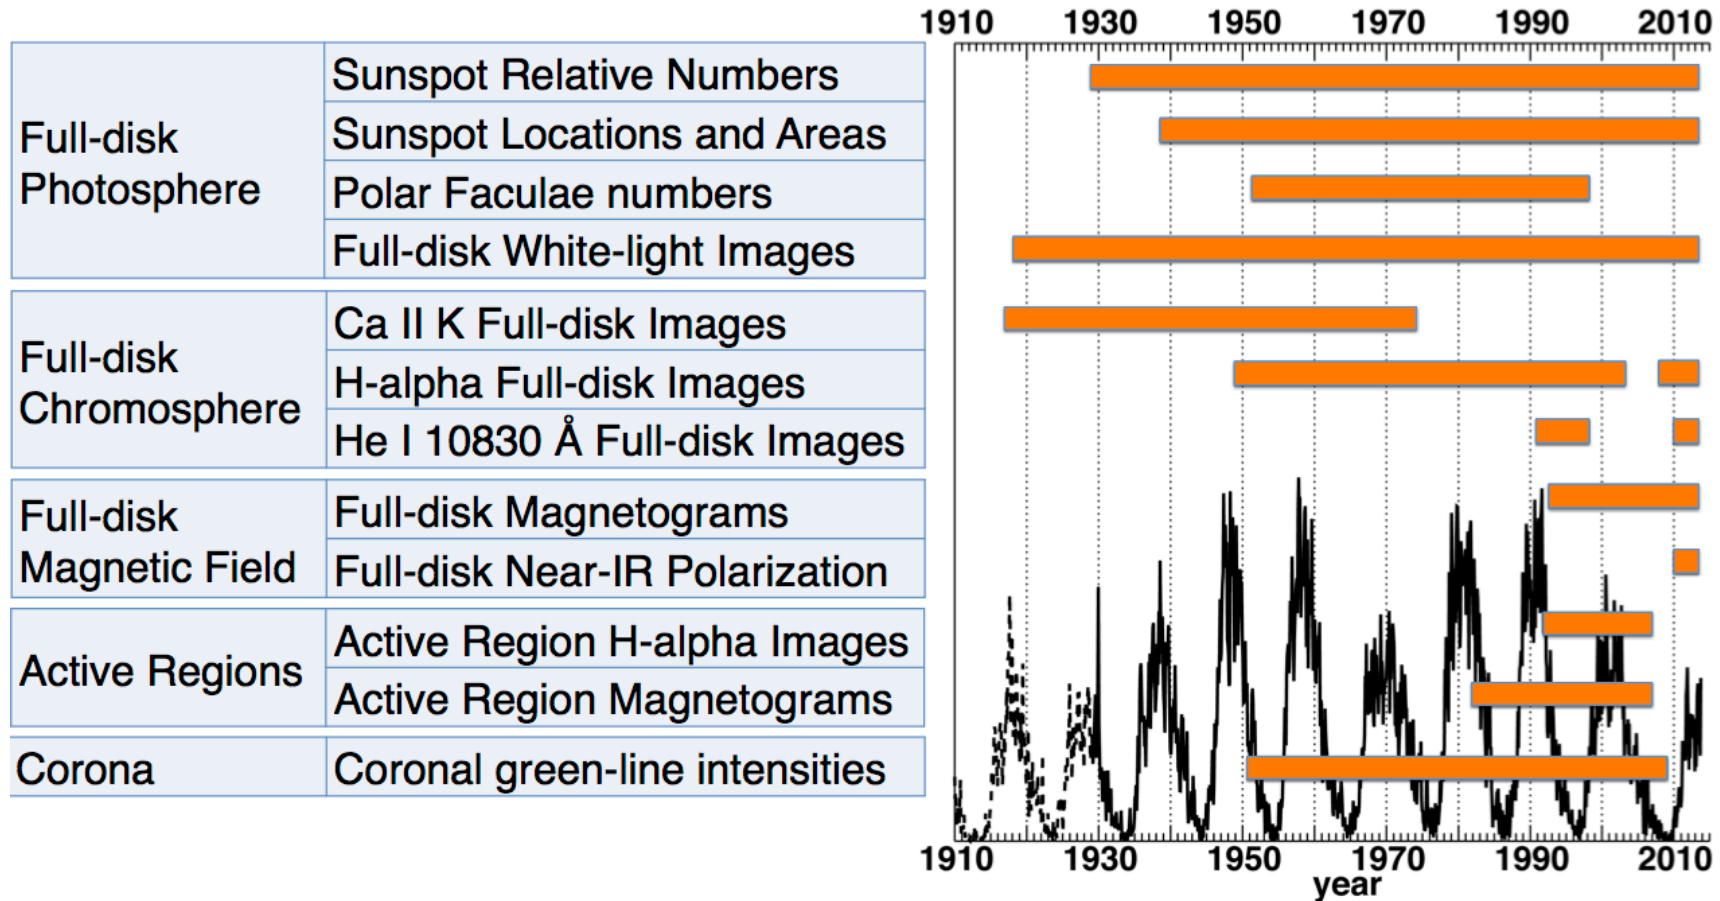 1910 1930 1950 1970 1990 2010
Full-disk
Photosphere
Sunspot Relative Numbers
Sunspot Locations and Areas
Polar Faculae numbers
Full-disk White-light Images
Full-disk
Chromosphere
Ca II K Full-disk Images
H-alpha Full-disk Images
He I 10830 Å Full-disk Images
Full-disk
Magnetic Field
Full-disk Magnetograms
Full-disk Near-IR Polarization
Active Regions
Active Region H-alpha Images
Active Region Magnetograms
Corona
Coronal green-line intensities
1910 1930 1950 1970 1990 2010
year